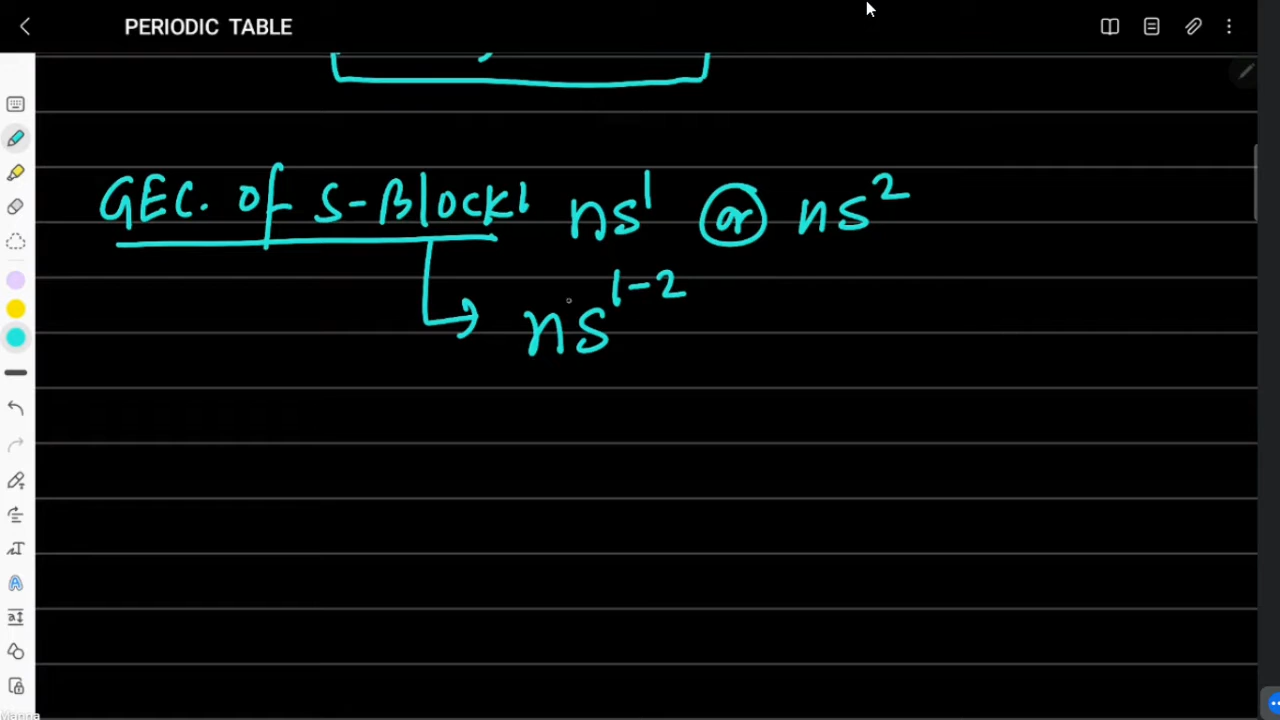 PERIODIC TABLE
GEC. Of S-Block! ns¹ or ns²
ns¹⁻²